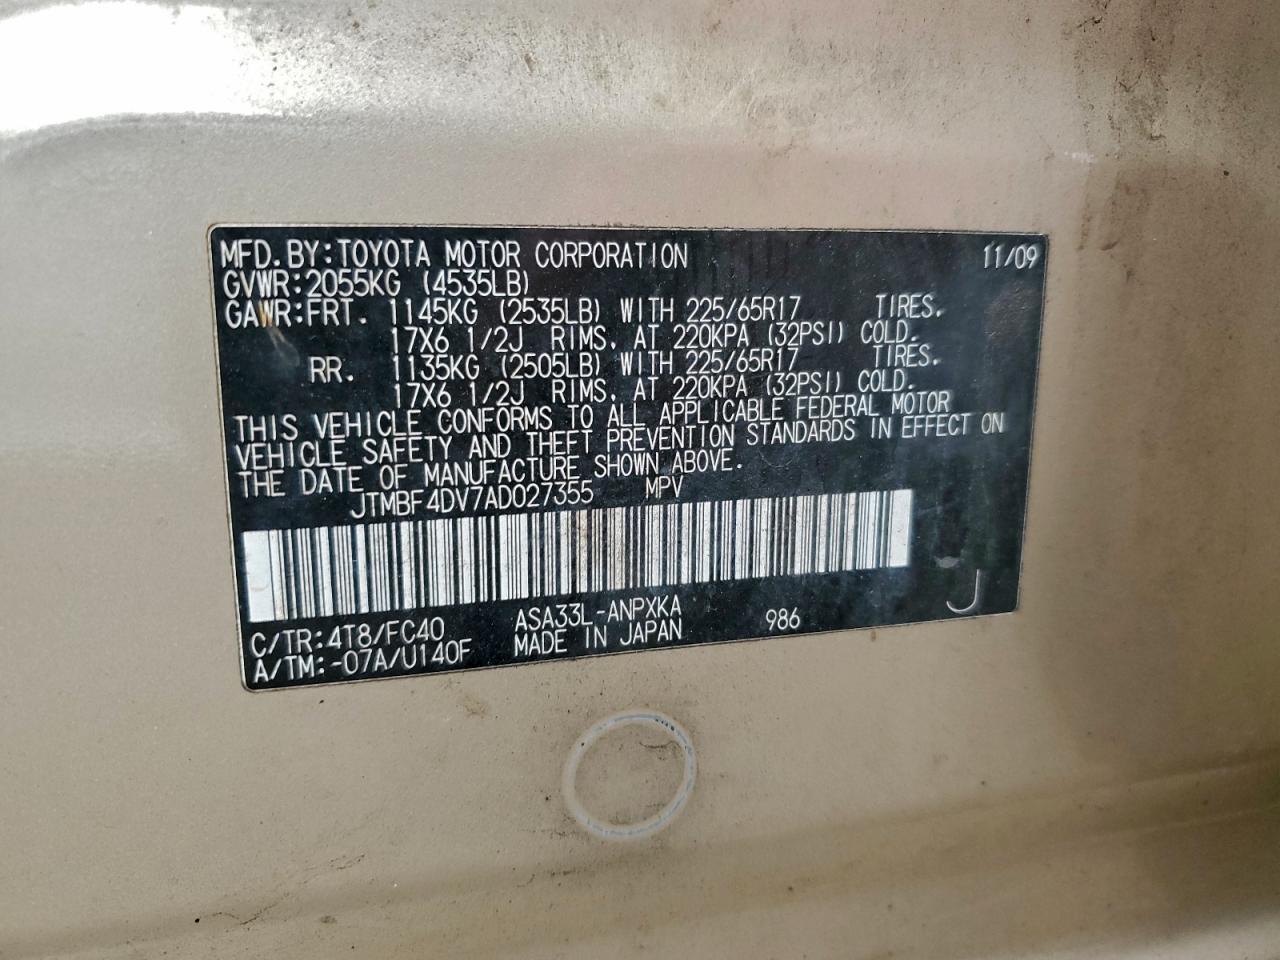 MFD. BY: TOYOTA MOTOR CORPORATION 11/09
GVWR: 2055KG (4535LB)
GAWR: FRT. 1145KG (2535LB) WITH 225/65R17 TIRES.
17X6 1/2J RIMS. AT 220KPA (32PSI) COLD.
RR. 1135KG (2505LB) WITH 225/65R17 TIRES.
17X6 1/2J RIMS. AT 220KPA (32PSI) COLD.
THIS VEHICLE CONFORMS TO ALL APPLICABLE FEDERAL MOTOR
VEHICLE SAFETY AND THEFT PREVENTION STANDARDS IN EFFECT ON
THE DATE OF MANUFACTURE SHOWN ABOVE.
JTMBF4DV7AD027355 MPV
C/TR: 4T8/FC40 ASA33L-ANPXKA 986 J
A/TM: -07A/U140F MADE IN JAPAN